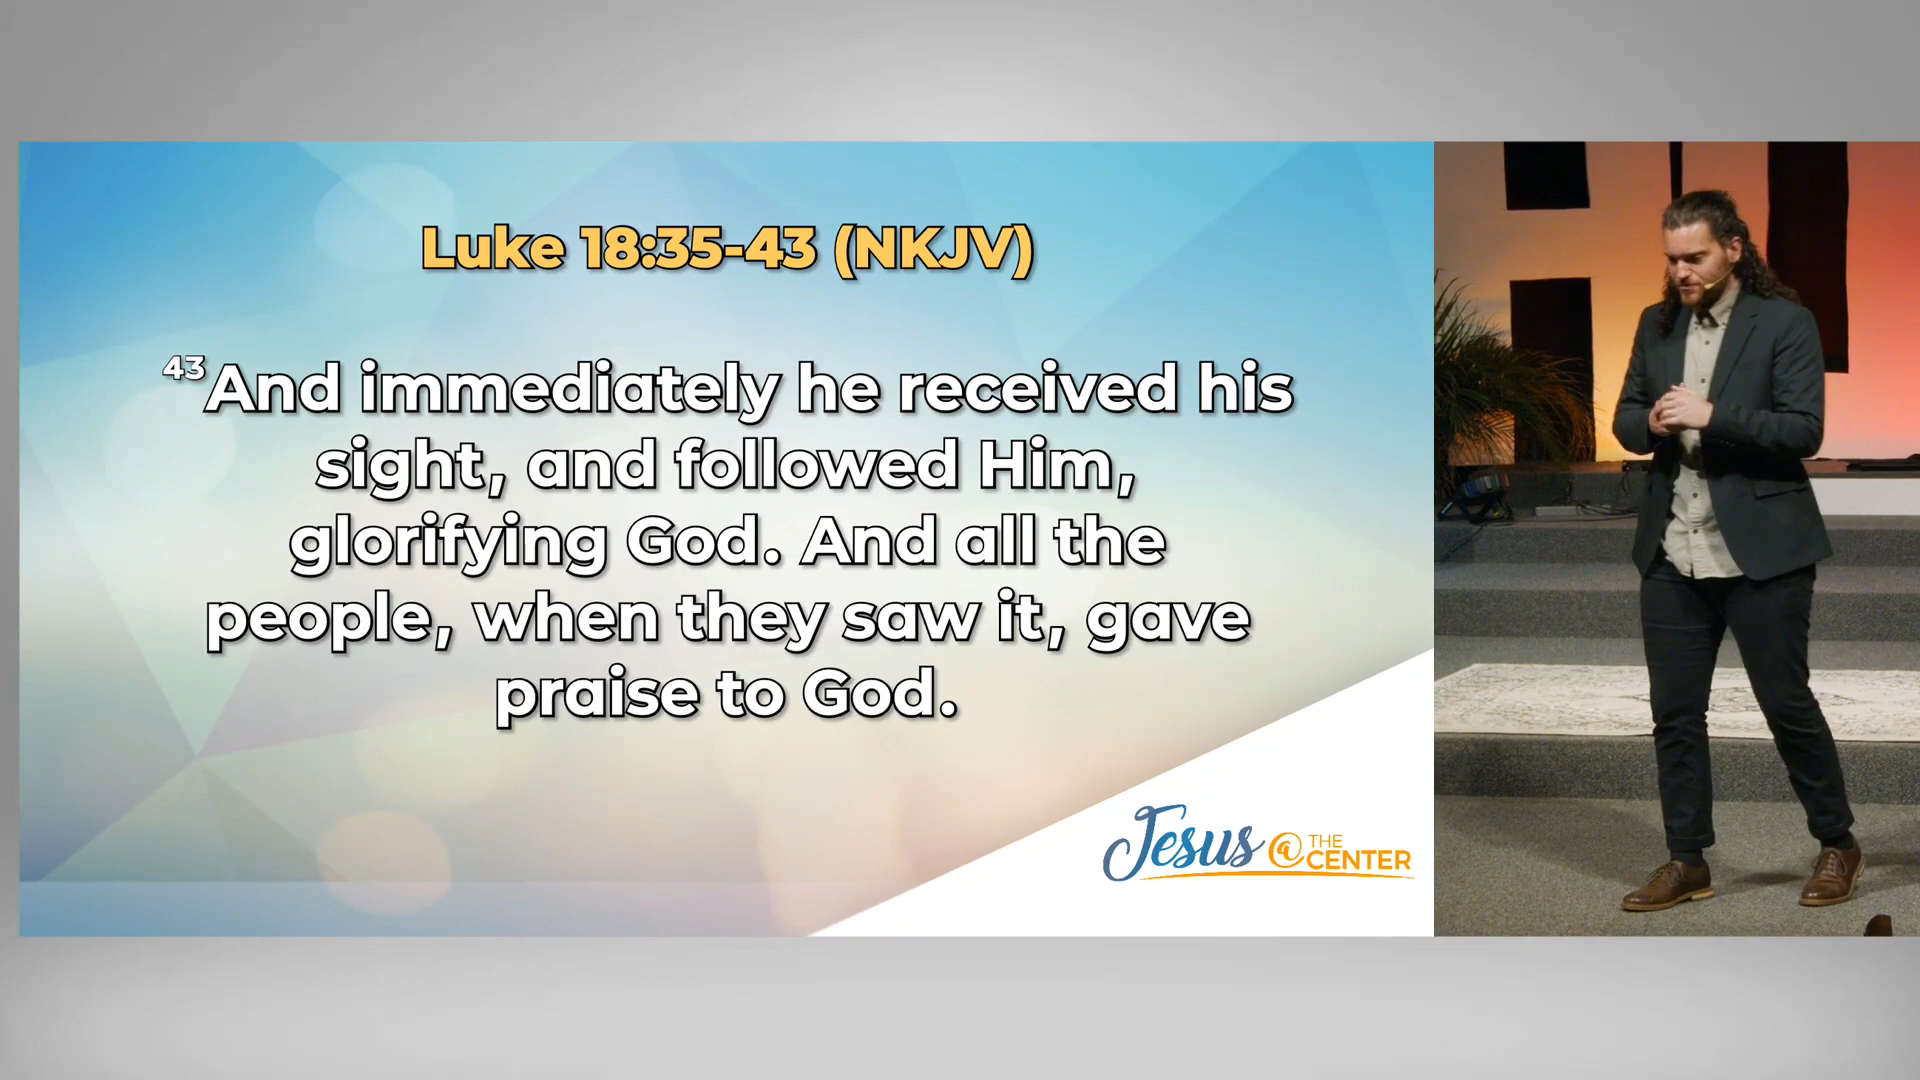 Luke 18:35-43 (NKJV)
43And immediately he received his
sight, and followed Him,
glorifying God. And all the
people, when they saw it, gave
praise to God.
Jesus @ THE CENTER